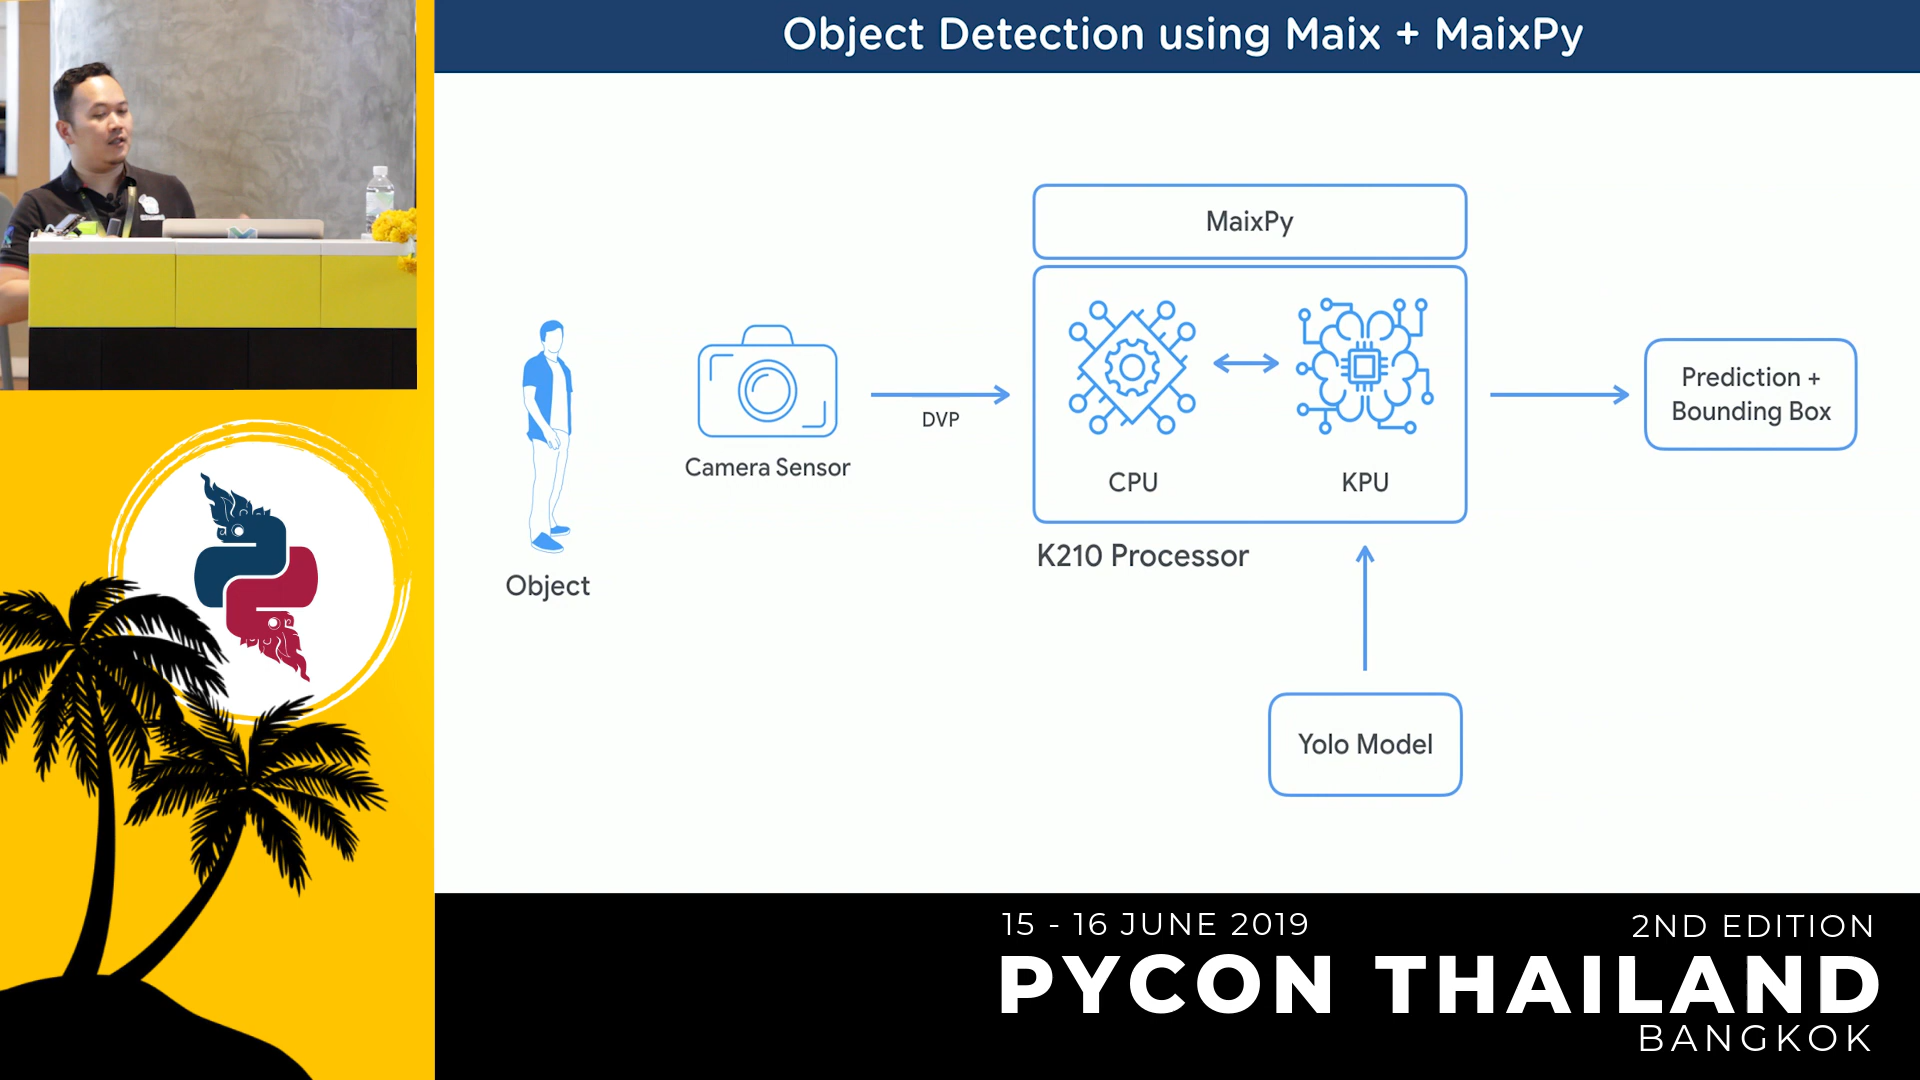 Object Detection using Maix + MaixPy
MaixPy
DVP
Camera Sensor
Object
CPU
KPU
K210 Processor
Yolo Model
Prediction +
Bounding Box
15 - 16 JUNE 2019
2ND EDITION
PYCON THAILAND
BANGKOK